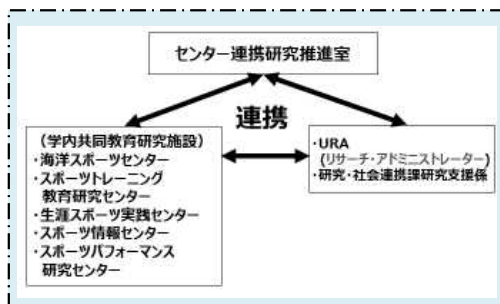 センター連携研究推進室
連携
(学内共同教育研究施設)
・海洋スポーツセンター
・スポーツトレーニング
教育研究センター
・生涯スポーツ実践センター
・スポーツ情報センター
・スポーツパフォーマンス
研究センター
・URA
(リサーチ・アドミニストレーター)
・研究・社会連携課研究支援係